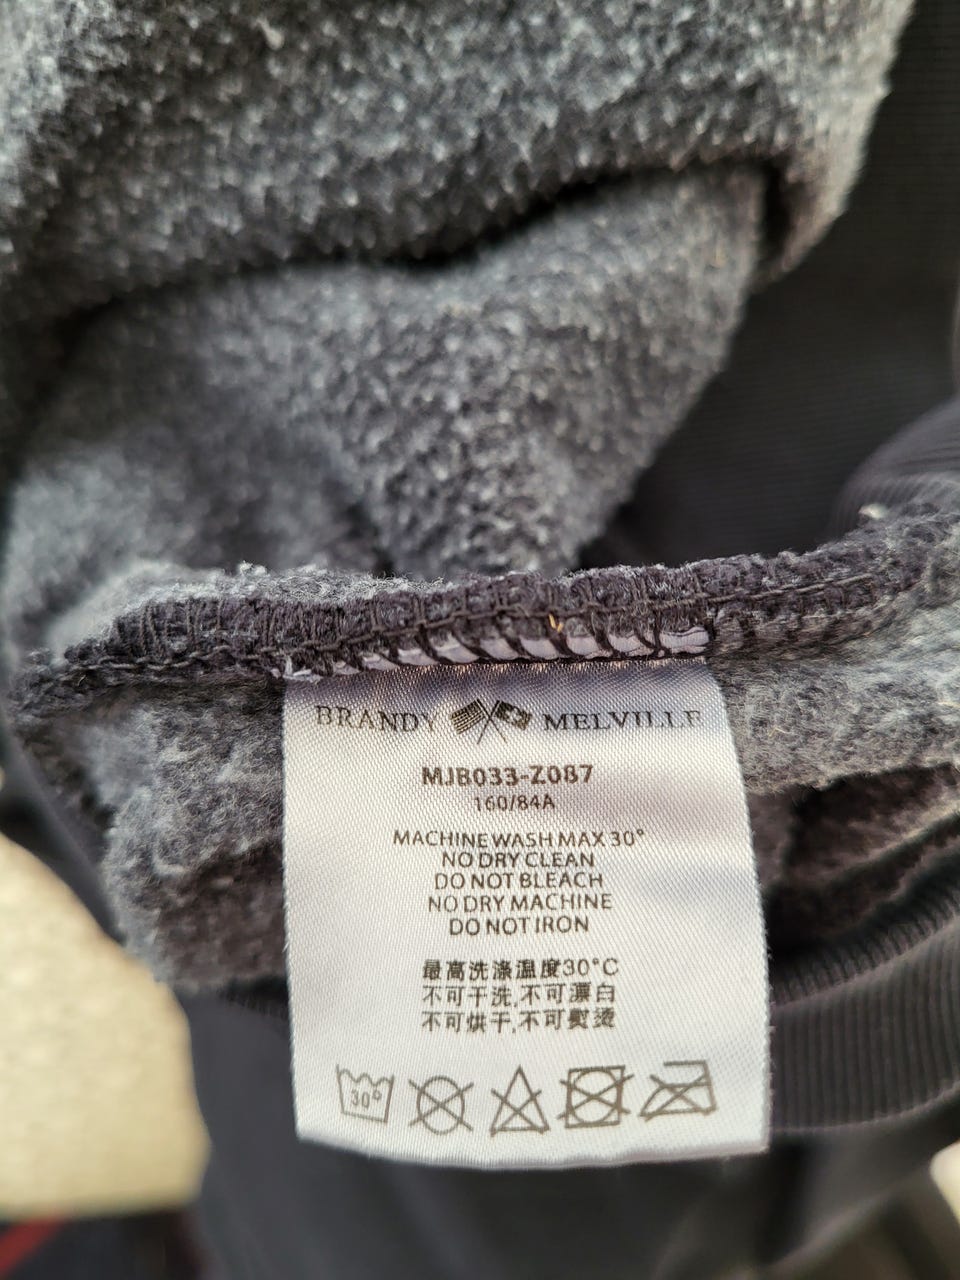 BRANDY MELVILLE
MJB033-Z087
160/84A
MACHINE WASH MAX 30°
NO DRY CLEAN
DO NOT BLEACH
NO DRY MACHINE
DO NOT IRON
最高洗涤温度30°C
不可干洗,不可漂白
不可烘干,不可熨烫
30°